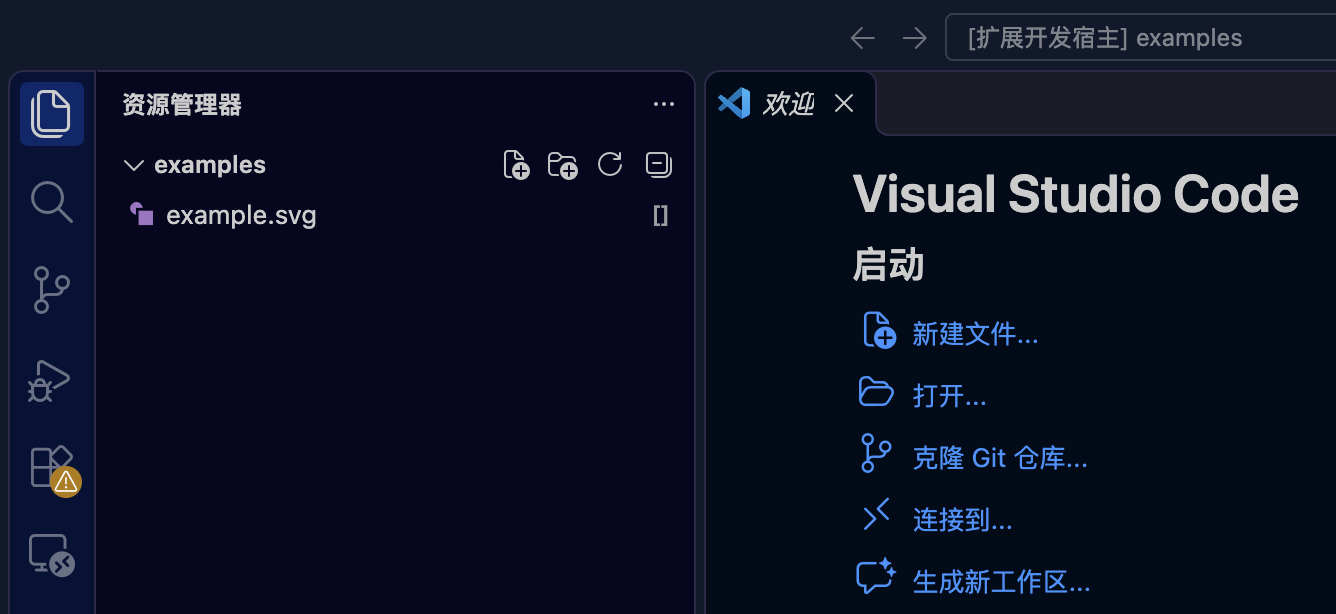 [扩展开发宿主] examples
资源管理器
欢迎
examples
example.svg
[]
Visual Studio Code
启动
新建文件...
打开...
克隆 Git 仓库...
连接到...
生成新工作区...